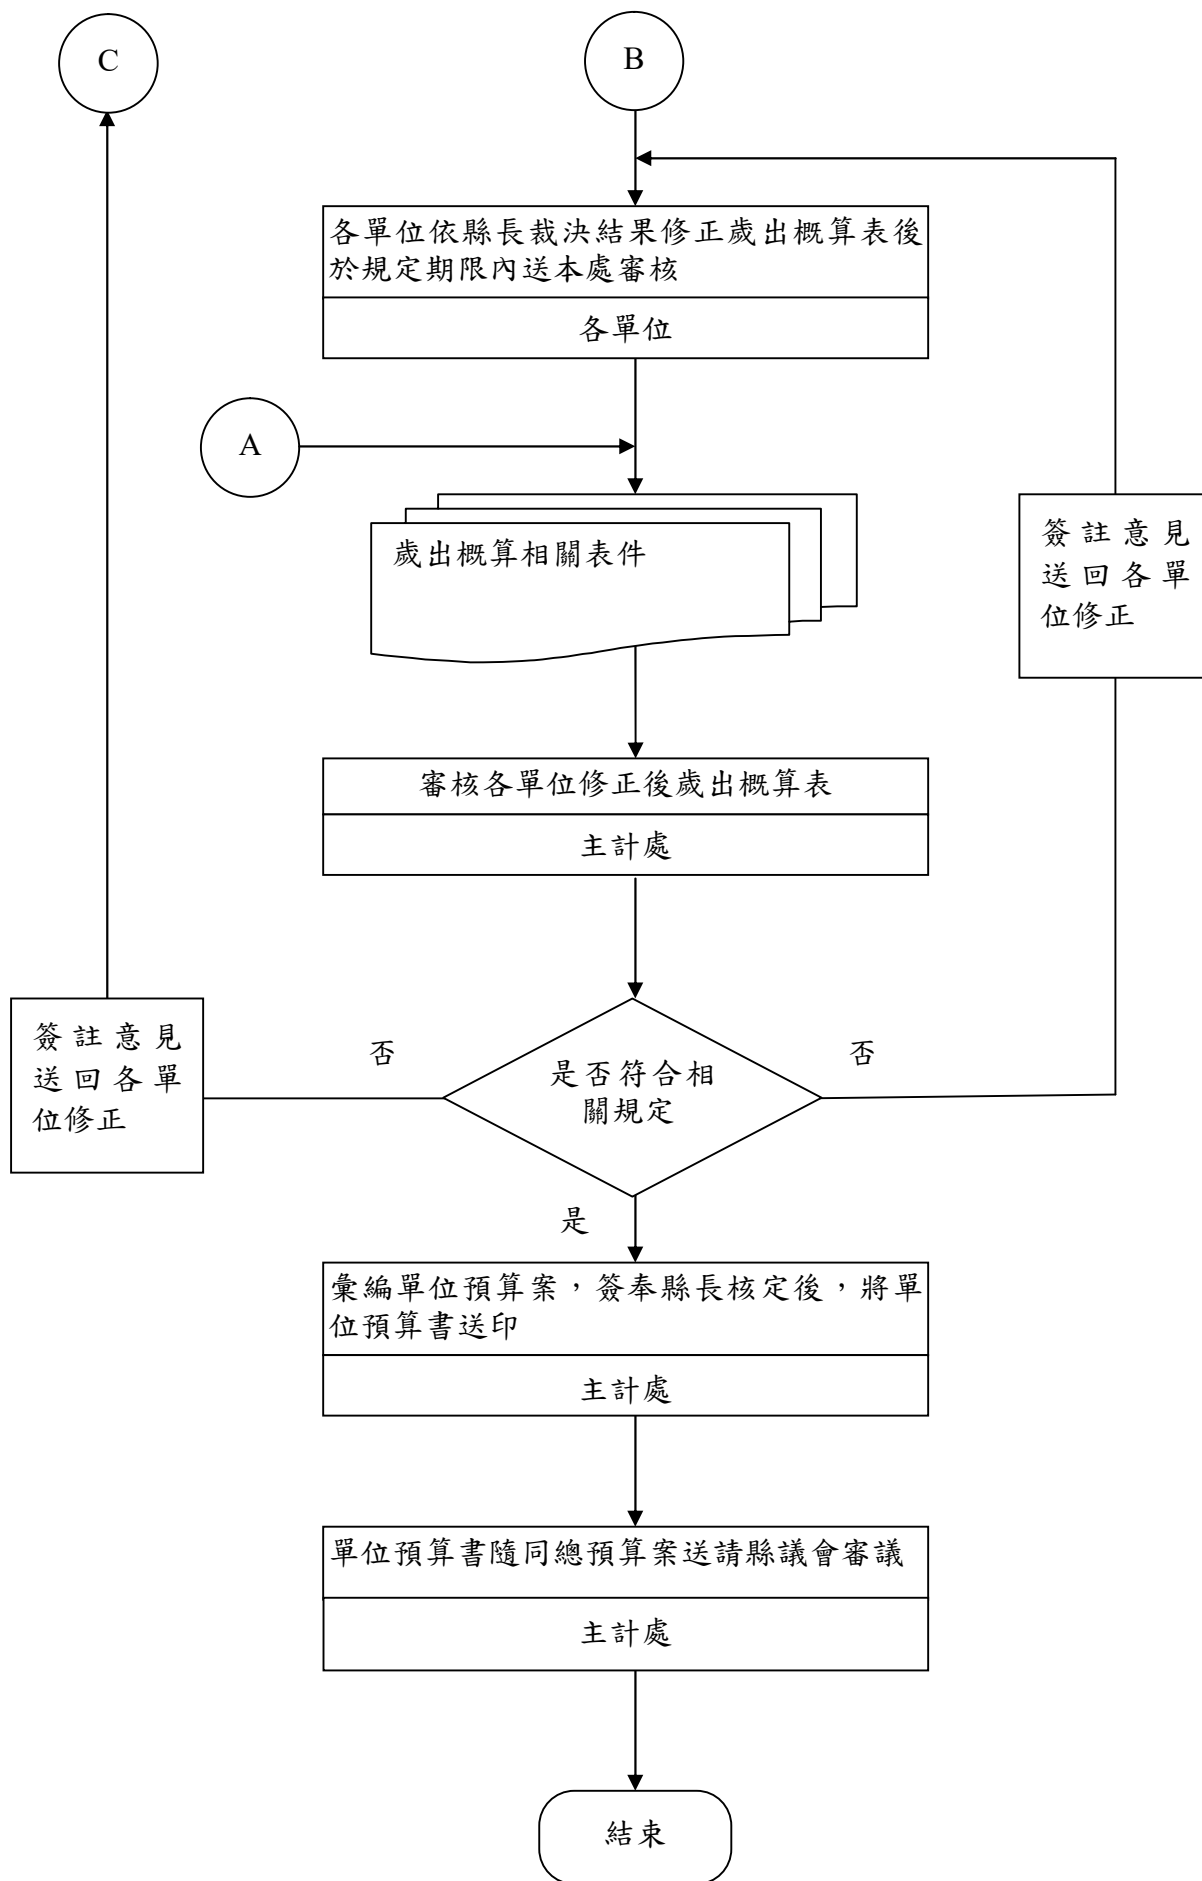 C
B
各單位依縣長裁決結果修正歲出概算表後
於規定期限內送本處審核
各單位
A
歲出概算相關表件
簽註意見
送回各單
位修正
審核各單位修正後歲出概算表
主計處
簽註意見
送回各單
位修正
否
是否符合相
關規定
否
是
彙編單位預算案，簽奉縣長核定後，將單
位預算書送印
主計處
單位預算書隨同總預算案送請縣議會審議
主計處
結束